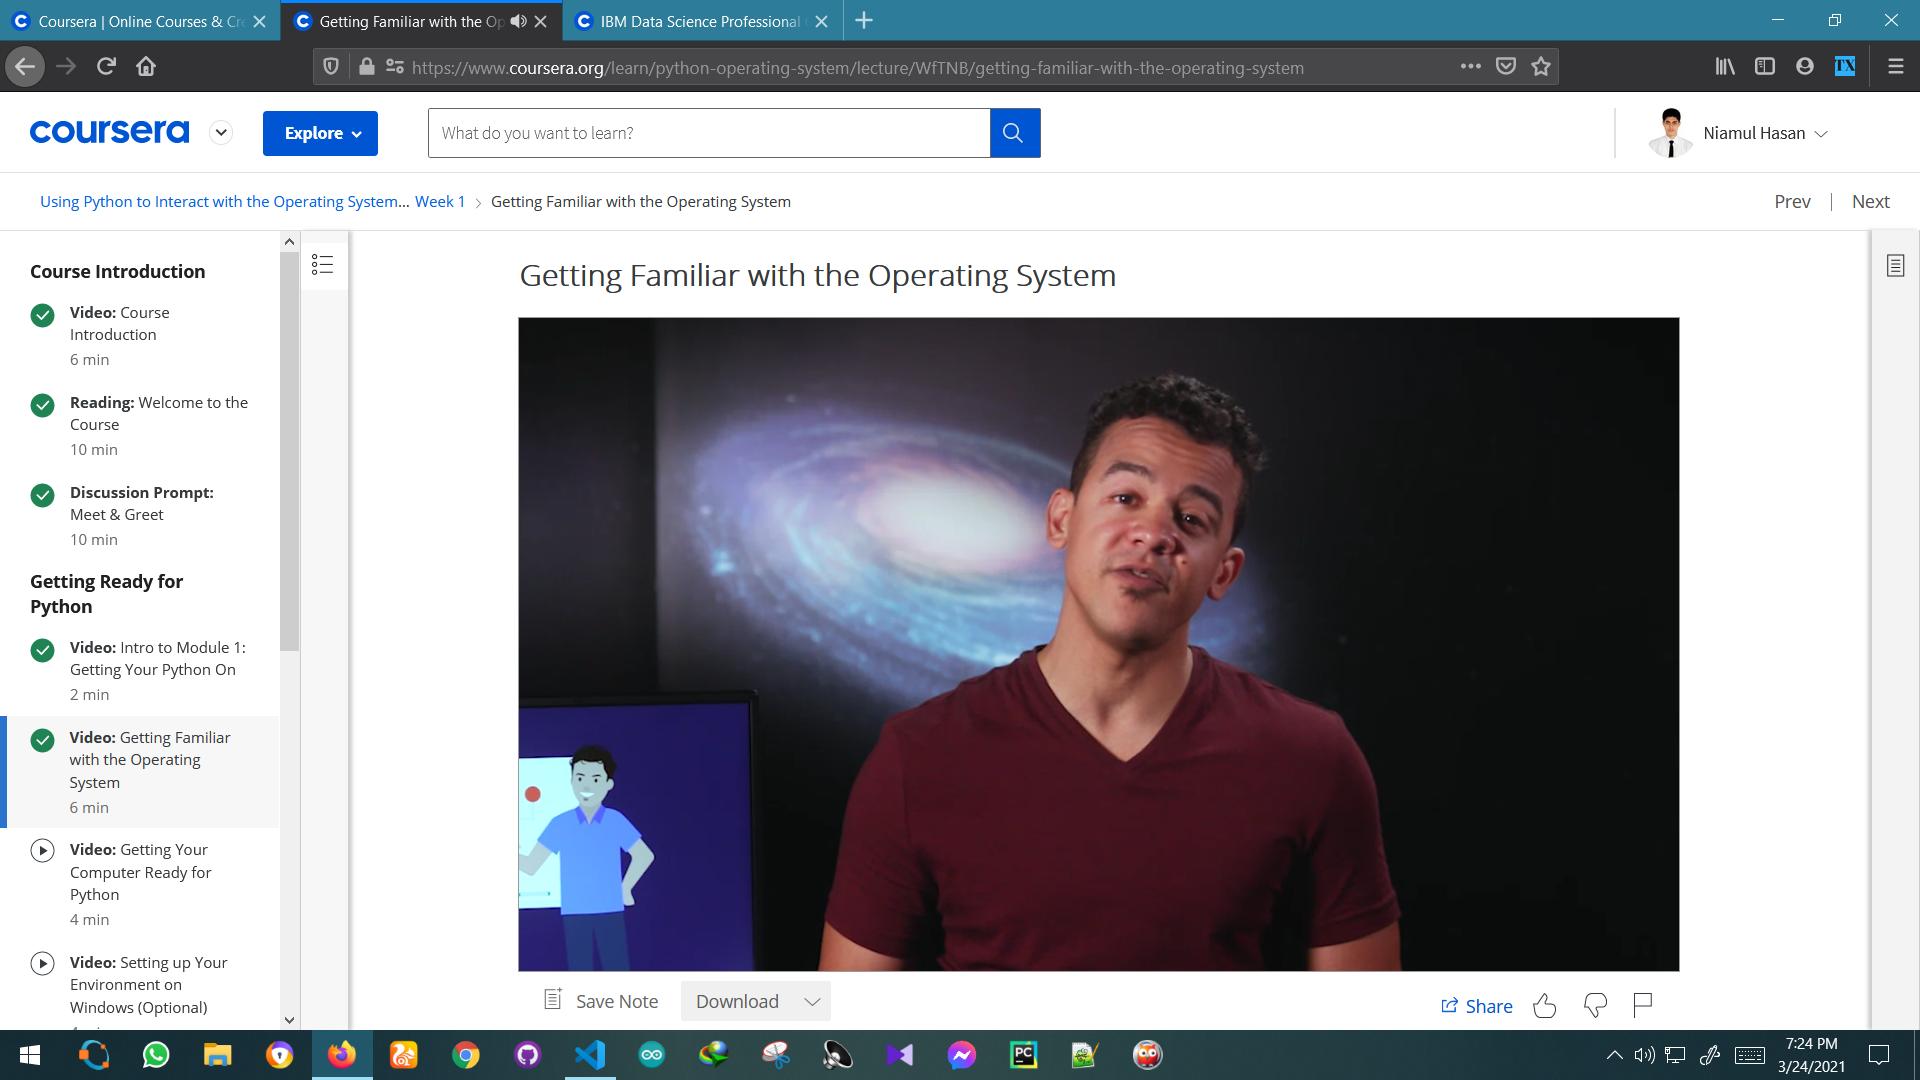 Coursera | Online Courses & Cre
Getting Familiar with the Op
IBM Data Science Professional
https://www.coursera.org/learn/python-operating-system/lecture/WfTNB/getting-familiar-with-the-operating-system
TX
coursera
Explore
What do you want to learn?
Niamul Hasan
Using Python to Interact with the Operating System... Week 1 > Getting Familiar with the Operating System
Prev | Next
Course Introduction
Video: Course
Introduction
6 min
Reading: Welcome to the
Course
10 min
Discussion Prompt:
Meet & Greet
10 min
Getting Ready for
Python
Video: Intro to Module 1:
Getting Your Python On
2 min
Video: Getting Familiar
with the Operating
System
6 min
Video: Getting Your
Computer Ready for
Python
4 min
Video: Setting up Your
Environment on
Windows (Optional)
Getting Familiar with the Operating System
Save Note
Download
Share
PC
7:24 PM
3/24/2021